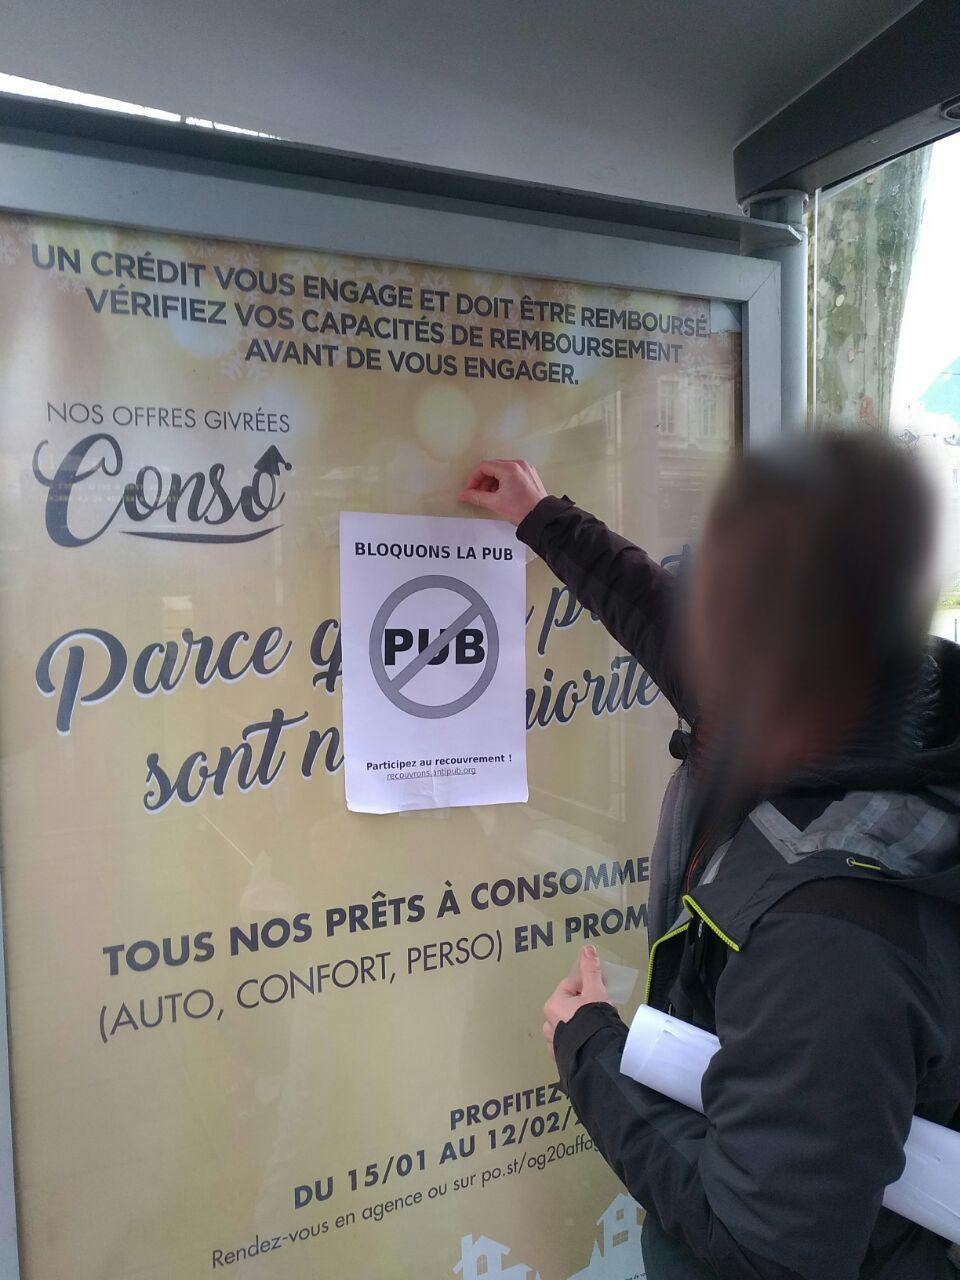 UN CRÉDIT VOUS ENGAGE ET DOIT ÊTRE REMBOURSÉ.
VÉRIFIEZ VOS CAPACITÉS DE REMBOURSEMENT
AVANT DE VOUS ENGAGER.
NOS OFFRES GIVRÉES
Conso
BLOQUONS LA PUB
PUB
Participez au recouvrement !
recouvrons.antipub.org
Parce
sont
TOUS NOS PRÊTS À CONSOMME
(AUTO, CONFORT, PERSO) EN PROM
PROFITEZ
DU 15/01 AU 12/02/
Rendez-vous en agence ou sur po.st/og20affa